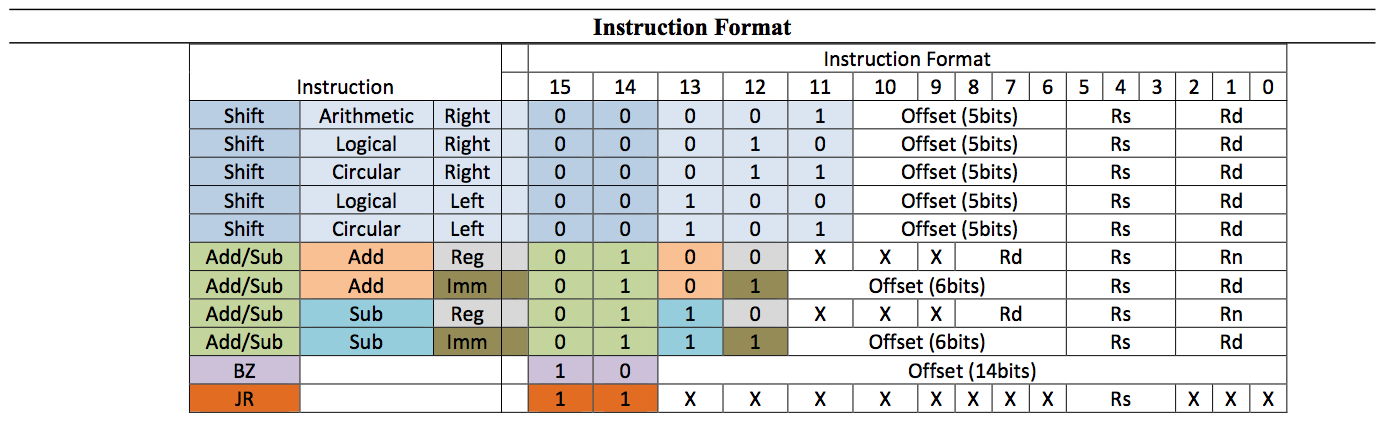 Instruction Format
Instruction Format
Instruction 15 14 13 12 11 10 9 8 7 6 5 4 3 2 1 0
Shift Arithmetic Right 0 0 0 0 1 Offset (5bits) Rs Rd
Shift Logical Right 0 0 0 1 0 Offset (5bits) Rs Rd
Shift Circular Right 0 0 0 1 1 Offset (5bits) Rs Rd
Shift Logical Left 0 0 1 0 0 Offset (5bits) Rs Rd
Shift Circular Left 0 0 1 0 1 Offset (5bits) Rs Rd
Add/Sub Add Reg 0 1 0 0 X X X Rd Rs Rn
Add/Sub Add Imm 0 1 0 1 Offset (6bits) Rs Rd
Add/Sub Sub Reg 0 1 1 0 X X X Rd Rs Rn
Add/Sub Sub Imm 0 1 1 1 Offset (6bits) Rs Rd
BZ 1 0 Offset (14bits)
JR 1 1 X X X X X X X X Rs X X X